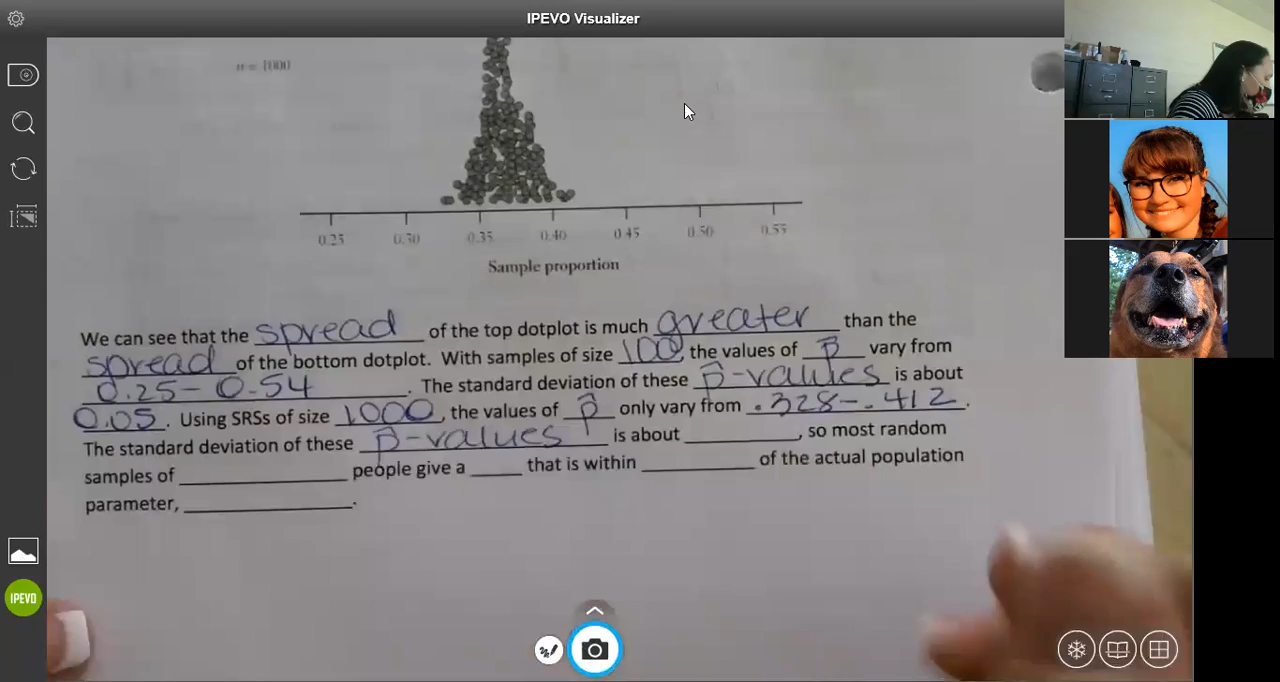 IPEVO Visualizer
n = 1000
0.25 0.30 0.35 0.40 0.45 0.50 0.55
Sample proportion
We can see that the spread of the top dotplot is much greater than the
spread of the bottom dotplot. With samples of size 100, the values of p̂ vary from
0.25-0.54. The standard deviation of these p̂-values is about
0.05. Using SRSs of size 1000, the values of p̂ only vary from .328-.412.
The standard deviation of these p̂-values is about ________, so most random
samples of ________ people give a ____ that is within ________ of the actual population
parameter, ________.
IPEVO